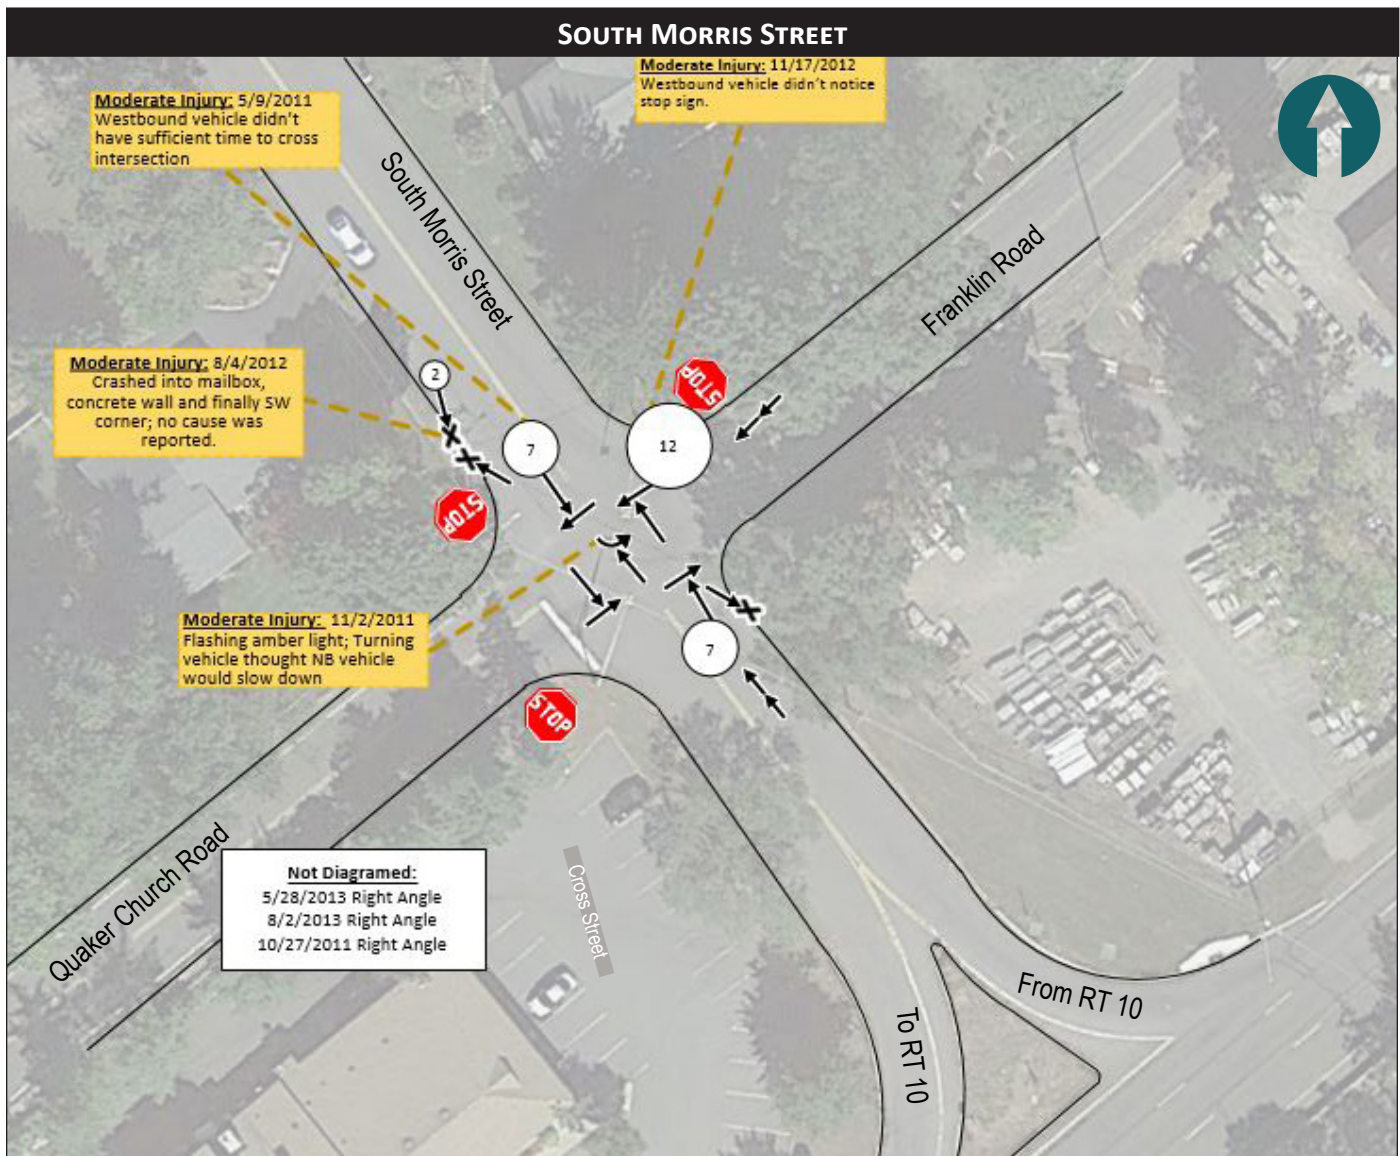 SOUTH MORRIS STREET
Moderate Injury: 11/17/2012
Westbound vehicle didn't notice
stop sign.
Moderate Injury: 5/9/2011
Westbound vehicle didn't
have sufficient time to cross
intersection
South Morris Street
Franklin Road
Moderate Injury: 8/4/2012
Crashed into mailbox,
concrete wall and finally SW
corner; no cause was
reported.
2
STOP
7
12
STOP
Moderate Injury: 11/2/2011
Flashing amber light; Turning
vehicle thought NB vehicle
would slow down
7
STOP
Quaker Church Road
Not Diagramed:
5/28/2013 Right Angle
8/2/2013 Right Angle
10/27/2011 Right Angle
Cross Street
From RT 10
To RT 10